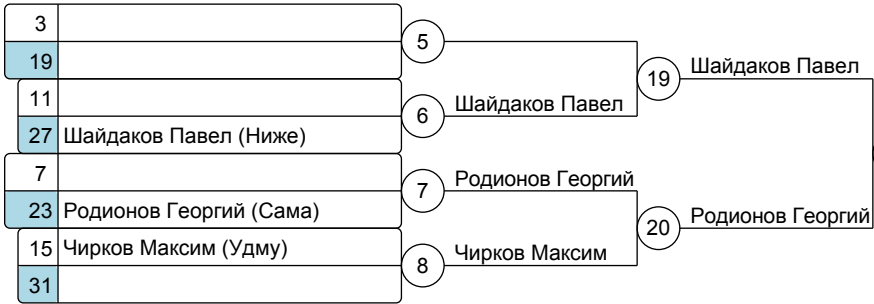 3
5
19
19
Шайдаков Павел
11
6
Шайдаков Павел
27
Шайдаков Павел (Ниже)
7
7
Родионов Георгий
23
Родионов Георгий (Сама)
20
Родионов Георгий
15
Чирков Максим (Удму)
8
Чирков Максим
31